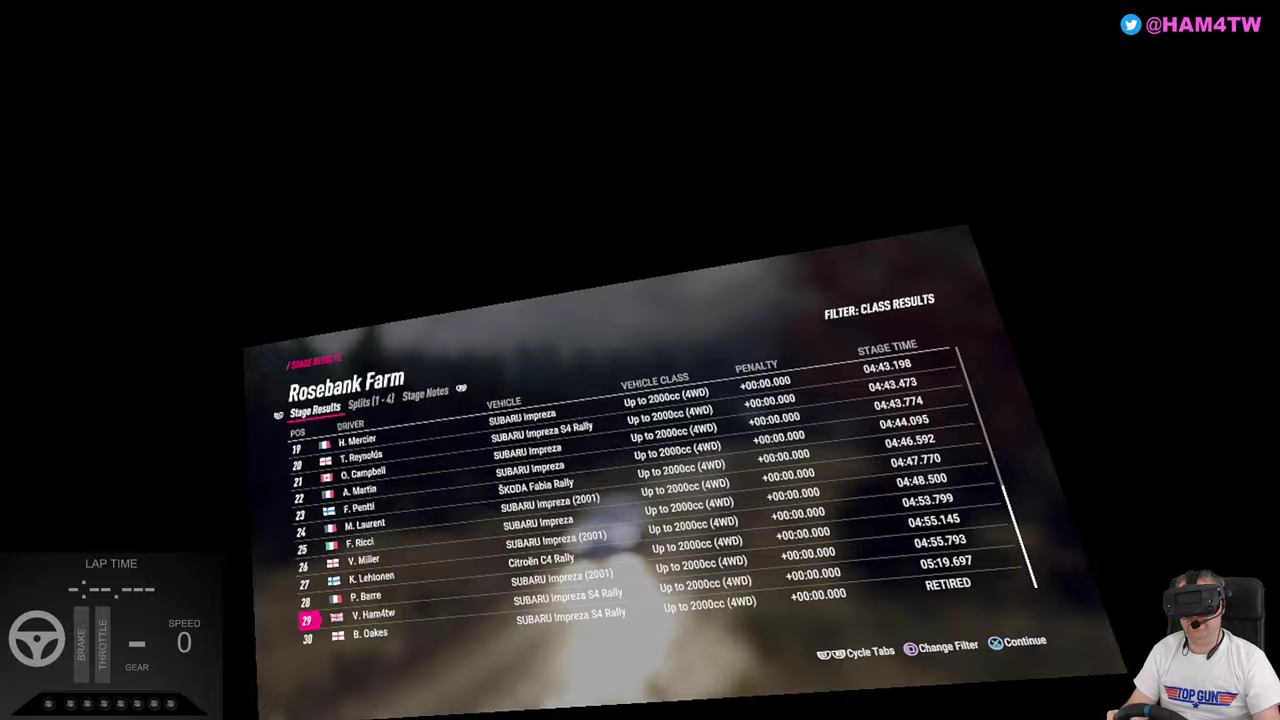 @HAM4TW
FILTER: CLASS RESULTS
/ STAGE RESULTS
Rosebank Farm
Stage Results Splits (1 - 4) Stage Notes
POS DRIVER VEHICLE VEHICLE CLASS PENALTY STAGE TIME
19 H. Mercier SUBARU Impreza Up to 2000cc (4WD) +00:00.000 04:43.198
20 T. Reynolds SUBARU Impreza S4 Rally Up to 2000cc (4WD) +00:00.000 04:43.473
21 O. Campbell SUBARU Impreza Up to 2000cc (4WD) +00:00.000 04:43.774
22 A. Martin SUBARU Impreza Up to 2000cc (4WD) +00:00.000 04:44.095
23 F. Pentti ŠKODA Fabia Rally Up to 2000cc (4WD) +00:00.000 04:46.592
24 M. Laurent SUBARU Impreza (2001) Up to 2000cc (4WD) +00:00.000 04:47.770
25 F. Ricci SUBARU Impreza Up to 2000cc (4WD) +00:00.000 04:48.500
26 V. Miller SUBARU Impreza (2001) Up to 2000cc (4WD) +00:00.000 04:53.799
27 K. Lehtonen Citroën C4 Rally Up to 2000cc (4WD) +00:00.000 04:55.145
28 P. Barre SUBARU Impreza (2001) Up to 2000cc (4WD) +00:00.000 04:55.793
29 V. Ham4tw SUBARU Impreza S4 Rally Up to 2000cc (4WD) +00:00.000 05:19.697
30 B. Oakes SUBARU Impreza S4 Rally Up to 2000cc (4WD) +00:00.000 RETIRED
Cycle Tabs Change Filter Continue
LAP TIME
--:--.---
BRAKE
THROTTLE
-
GEAR
SPEED
0
TOP GUN